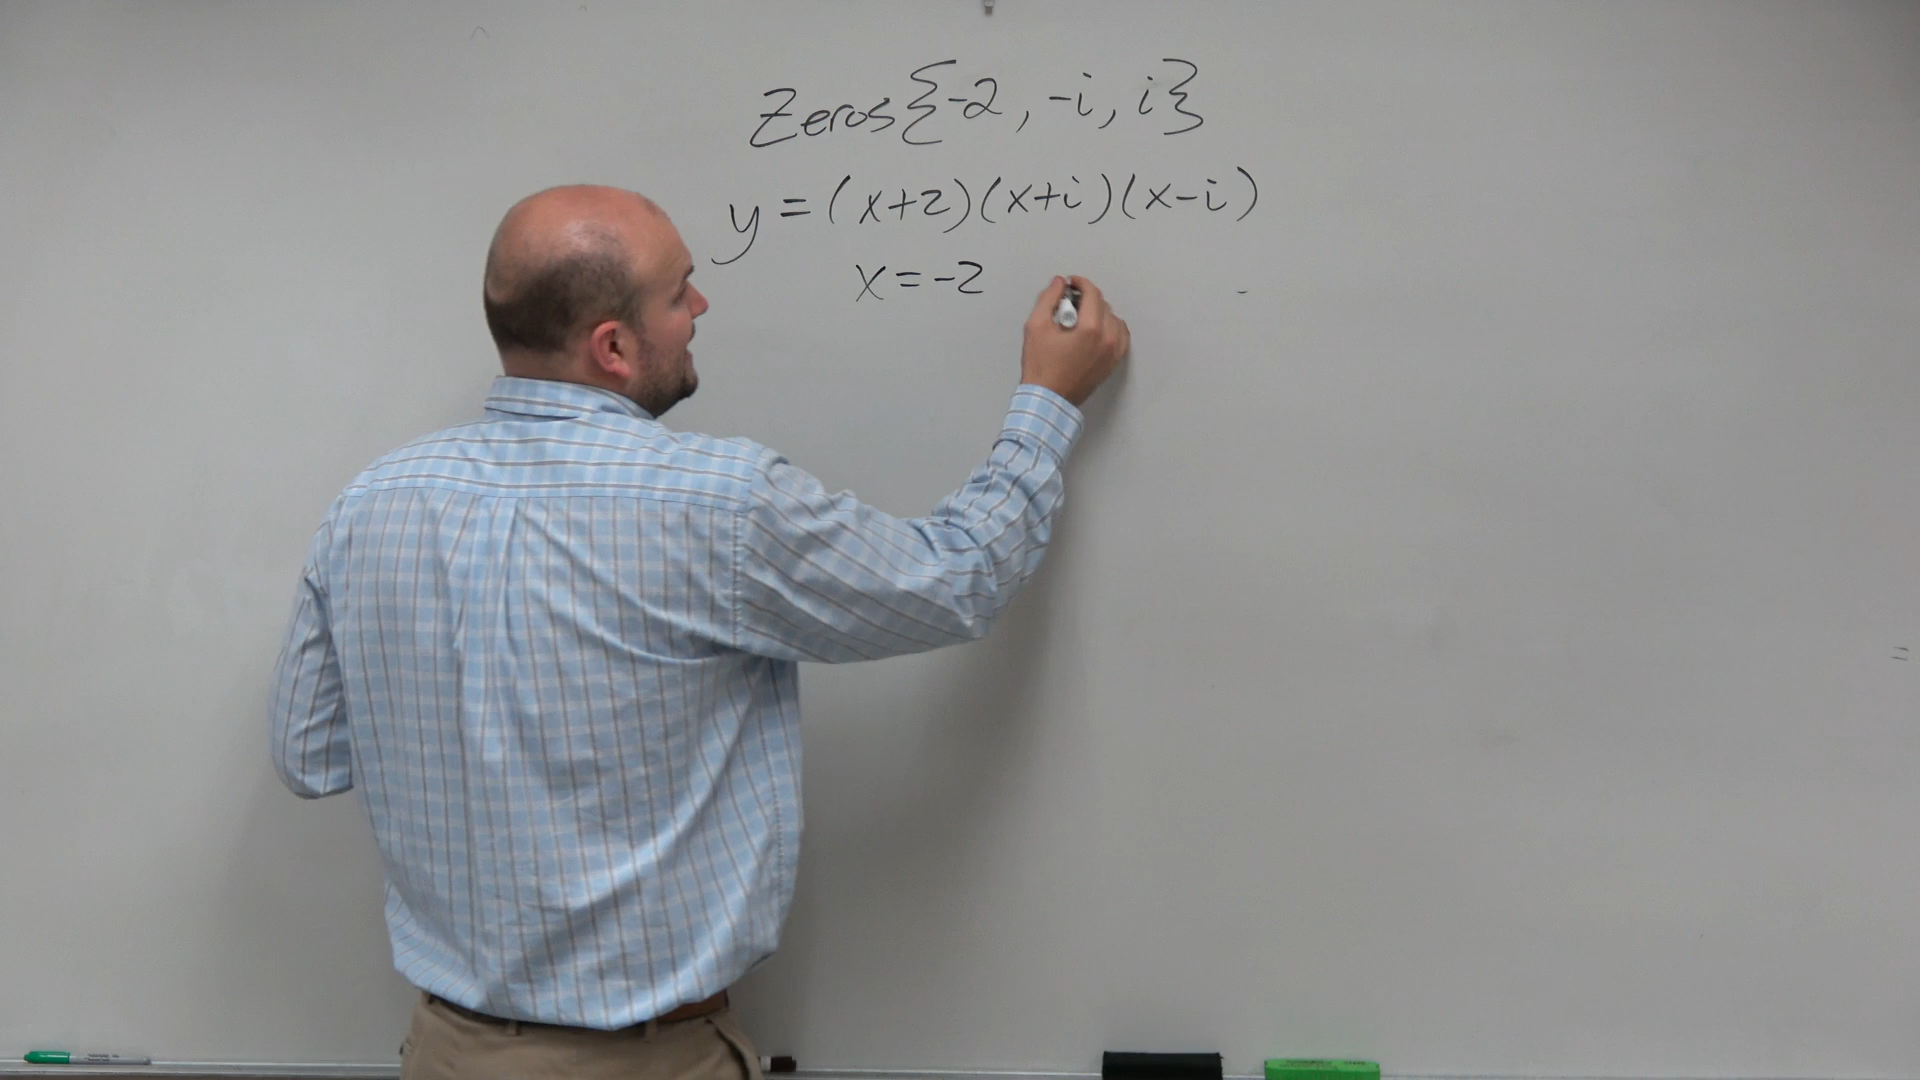 Zeros{-2, -i, i}
y = (x+2)(x+i)(x-i)
x = -2